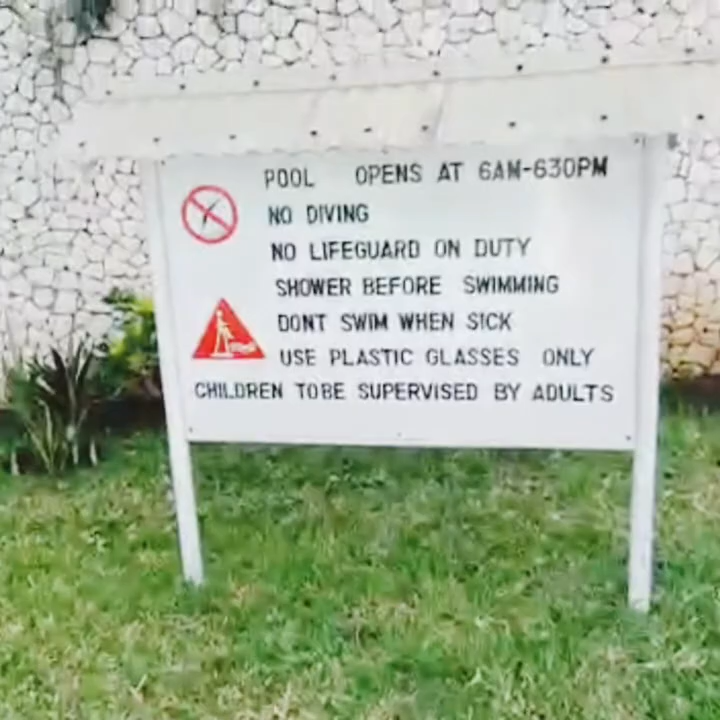 POOL OPENS AT 6AM-630PM
NO DIVING
NO LIFEGUARD ON DUTY
SHOWER BEFORE SWIMMING
DONT SWIM WHEN SICK
USE PLASTIC GLASSES ONLY
CHILDREN TOBE SUPERVISED BY ADULTS